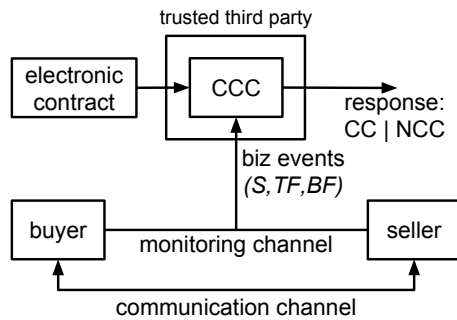 trusted third party
electronic
contract
CCC
response:
CC | NCC
biz events
(S,TF,BF)
buyer
seller
monitoring channel
communication channel